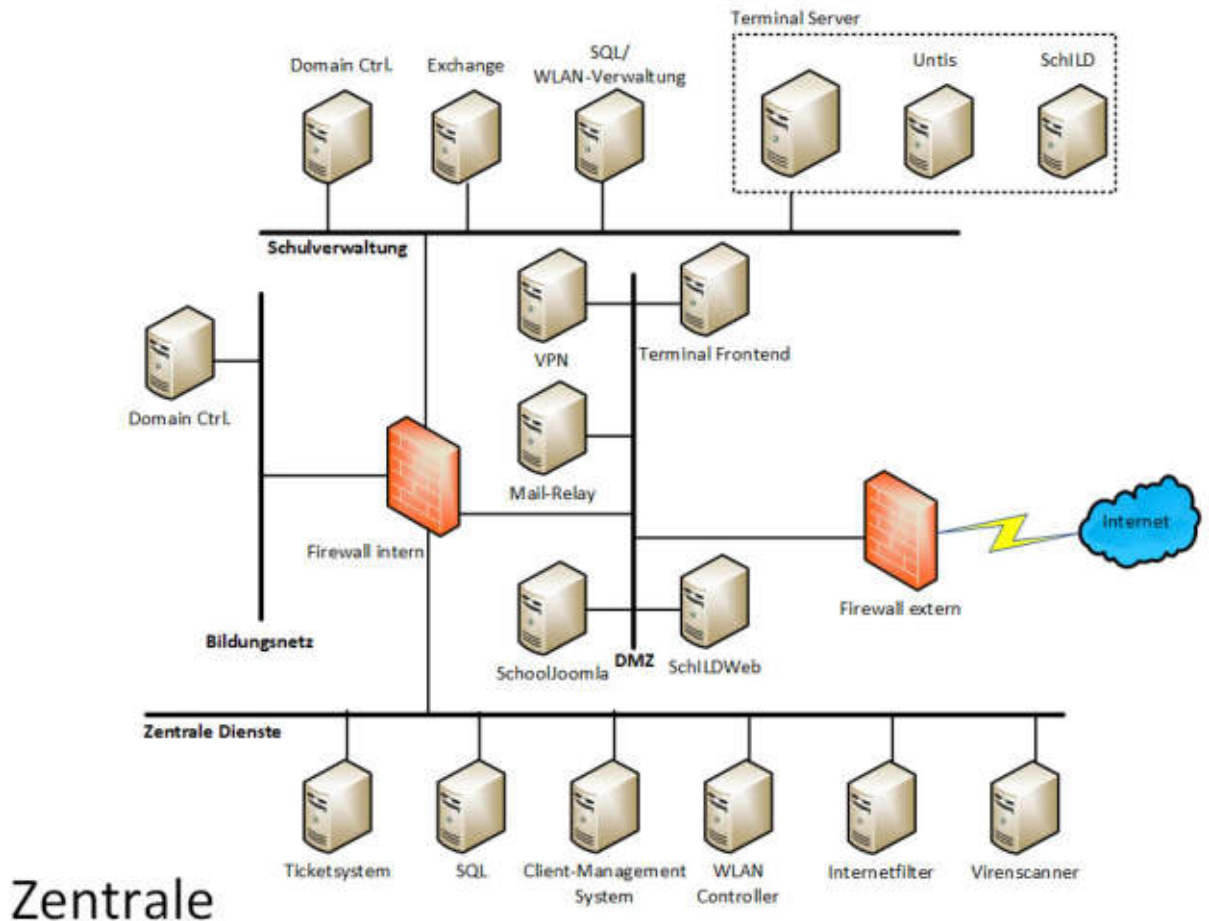 Terminal Server
Domain Ctrl.
Exchange
SQL/
WLAN-Verwaltung
Untis
SchILD
Schulverwaltung
VPN
Terminal Frontend
Domain Ctrl.
Mail-Relay
Internet
Firewall intern
Firewall extern
Bildungsnetz
SchoolJoomla
DMZ
SchILDWeb
Zentrale Dienste
Ticketsystem
SQL
Client-Management
System
WLAN
Controller
Internetfilter
Virenscanner
Zentrale